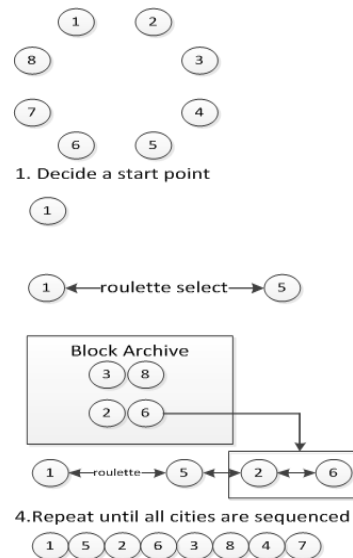 1 2
8 3
7 4
6 5
1. Decide a start point
1
1 roulette select 5
Block Archive
3 8
2 6
1 roulette 5 2 6
4.Repeat until all cities are sequenced
1 5 2 6 3 8 4 7